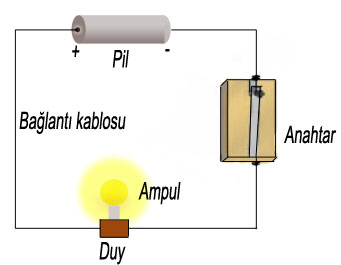 + -
Pil
Bağlantı kablosu
Anahtar
Ampul
Duy